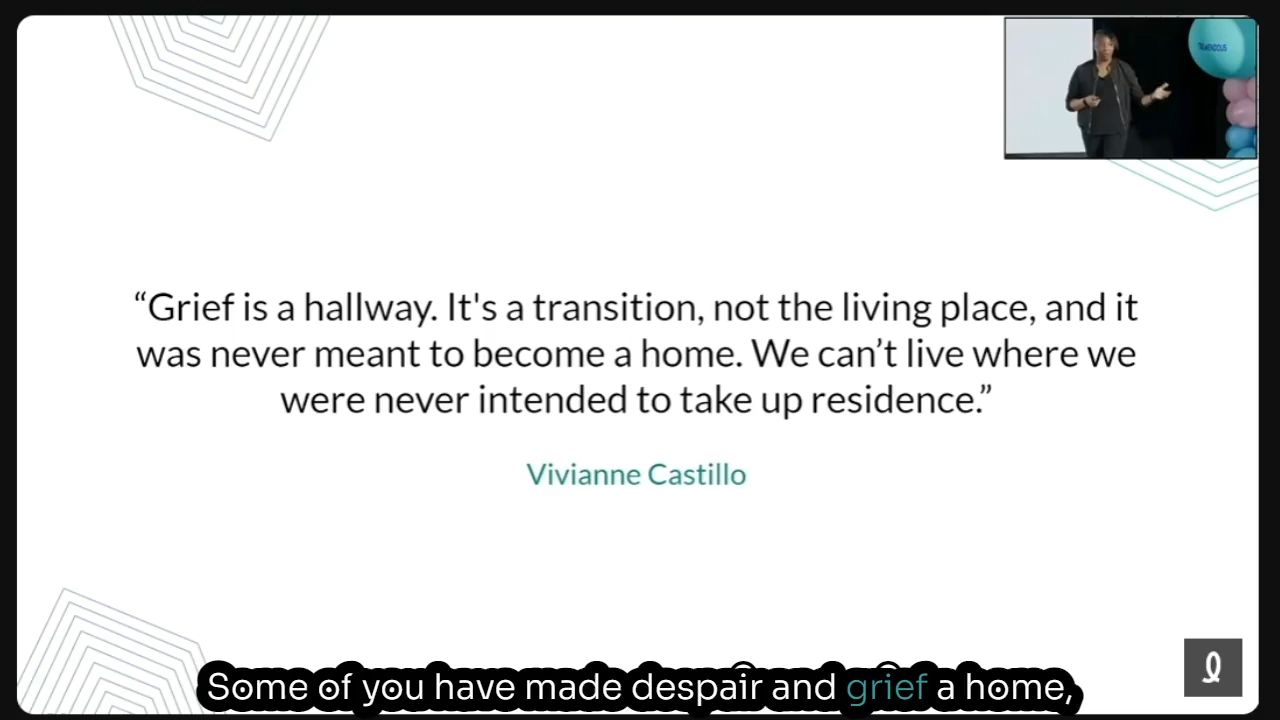 TREMENDOUS
“Grief is a hallway. It's a transition, not the living place, and it
was never meant to become a home. We can’t live where we
were never intended to take up residence.”
Vivianne Castillo
Some of you have made despair and grief a home,